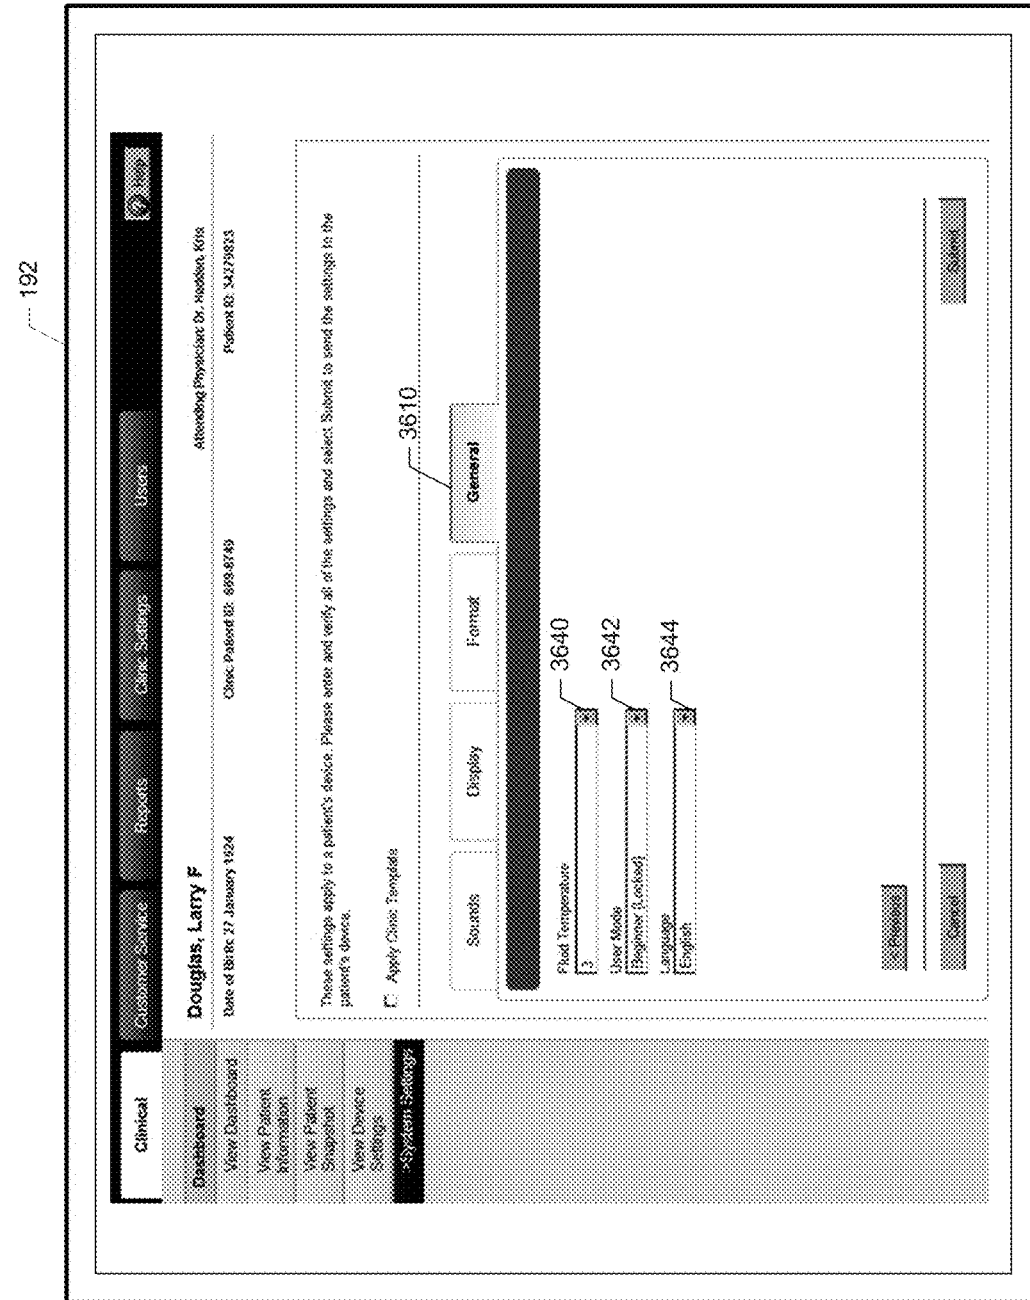 192
Clinical
Customer Service
Reports
Clinic Settings
Users
Help
Dashboard
View Dashboard
View Patient
Information
View Patient
Snapshot
View Device
Settings
>System Settings
Douglas, Larry F
Attending Physician: Dr. Hadden, Kris
Date of Birth: 27 January 1924
Clinic Patient ID: 699-8749
Patient ID: 34279833
These settings apply to a patient's device. Please enter and verify all of the settings and select Submit to send the settings to the
patient's device.
Apply Clinic Template
3610
Sounds
Display
Format
General
Fluid Temperature
3
3640
User Mode
Beginner (Locked)
3642
Language
English
3644
Cancel
Submit